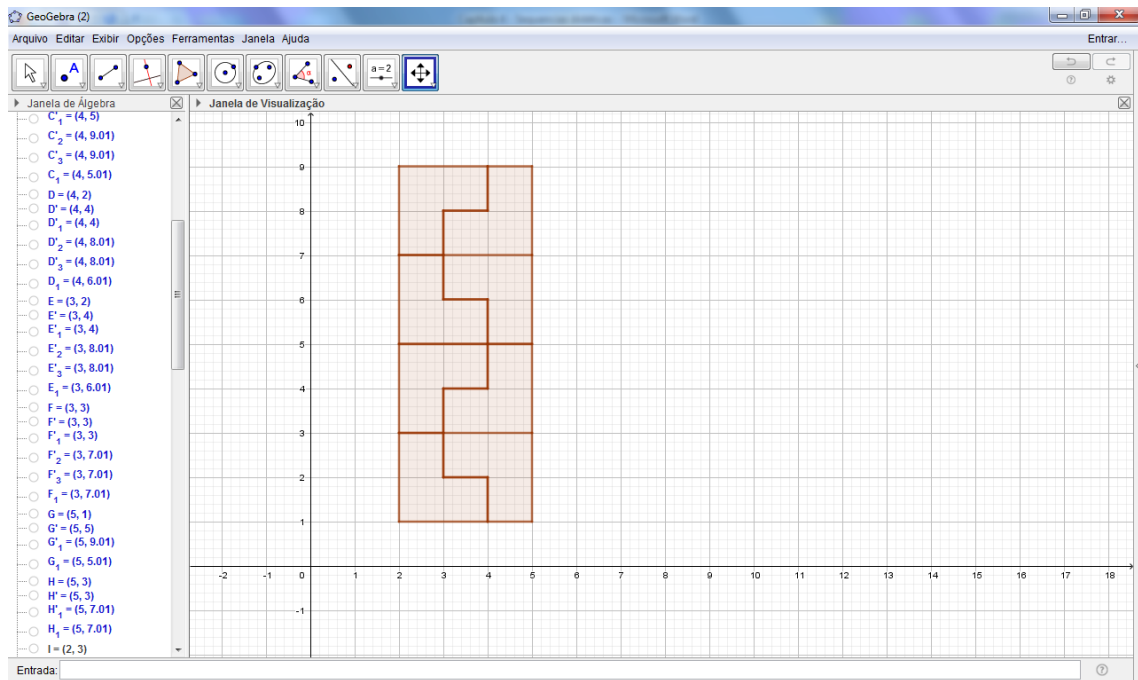 GeoGebra (2)
Arquivo Editar Exibir Opções Ferramentas Janela Ajuda
Entrar...
A
α
a=2
Janela de Álgebra
C'₁ = (4, 5)
C'₂ = (4, 9.01)
C'₃ = (4, 9.01)
C₁ = (4, 5.01)
D = (4, 2)
D' = (4, 4)
D'₁ = (4, 4)
D'₂ = (4, 8.01)
D'₃ = (4, 8.01)
D₁ = (4, 6.01)
E = (3, 2)
E' = (3, 4)
E'₁ = (3, 4)
E'₂ = (3, 8.01)
E'₃ = (3, 8.01)
E₁ = (3, 6.01)
F = (3, 3)
F' = (3, 3)
F'₁ = (3, 3)
F'₂ = (3, 7.01)
F'₃ = (3, 7.01)
F₁ = (3, 7.01)
G = (5, 1)
G' = (5, 5)
G'₁ = (5, 9.01)
G₁ = (5, 5.01)
H = (5, 3)
H' = (5, 3)
H'₁ = (5, 7.01)
H₁ = (5, 7.01)
I = (2, 3)
Janela de Visualização
10
9
8
7
6
5
4
3
2
1
-2 -1 0 1 2 3 4 5 6 7 8 9 10 11 12 13 14 15 16 17 18
-1
Entrada: